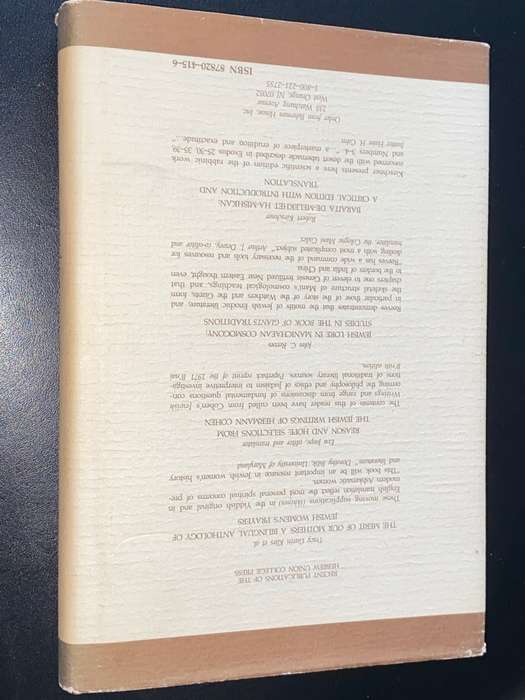 RECENT PUBLICATIONS OF THE
HEBREW UNION COLLEGE PRESS
Tracy Guren Klirs et al.
THE MERIT OF OUR MOTHERS: A BILINGUAL ANTHOLOGY OF
JEWISH WOMEN'S PRAYERS
These moving supplications (tkhines) in the Yiddish original and in
English translation reflect the most personal spiritual concerns of pre-
modern Ashkenazic women.
"This book will be an important resource in Jewish women's history
and literature", Dorothy Bilik, University of Maryland
Eva Jospe, editor and translator
REASON AND HOPE: SELECTIONS FROM
THE JEWISH WRITINGS OF HERMANN COHEN
The contents of this reader have been culled from Cohen's Jewish
Writings and range from discussions of fundamental questions con-
cerning the philosophy and ethics of Judaism to interpretive investiga-
tions of traditional literary sources. Paperback reprint of the 1971 B'nai
B'rith edition.
John C. Reeves
JEWISH LORE IN MANICHAEAN COSMOGONY:
STUDIES IN THE BOOK OF GIANTS TRADITIONS
Reeves demonstrates that the motifs of Jewish Enochic literature, and
in particular those of the story of the Watchers and the Giants, form
the skeletal structure of Mani's cosmological teachings, and that
chapters one to eleven of Genesis fertilized Near Eastern thought, even
to the borders of India and China.
"Reeves has a wide command of the necessary tools and resources for
dealing with a most complicated subject," Arthur J. Droney, co-editor and
translator, the Cologne Mani Codex
Robert Kirschner
BARAITA DE-MELEKHET HA-MISHKAN:
A CRITICAL EDITION WITH INTRODUCTION AND
TRANSLATION
Kirschner presents here a scientific edition of the rabbinic work
concerned with the desert tabernacle described in Exodus 25-30, 35-39,
and Numbers 3-4. "... a masterpiece of erudition and exactitude ."
Justice Haim H. Cohn
Order from Behrman House, Inc.
235 Watchung Avenue
West Orange, NJ 07052
1-800-221-2755
ISBN 87820-415-6